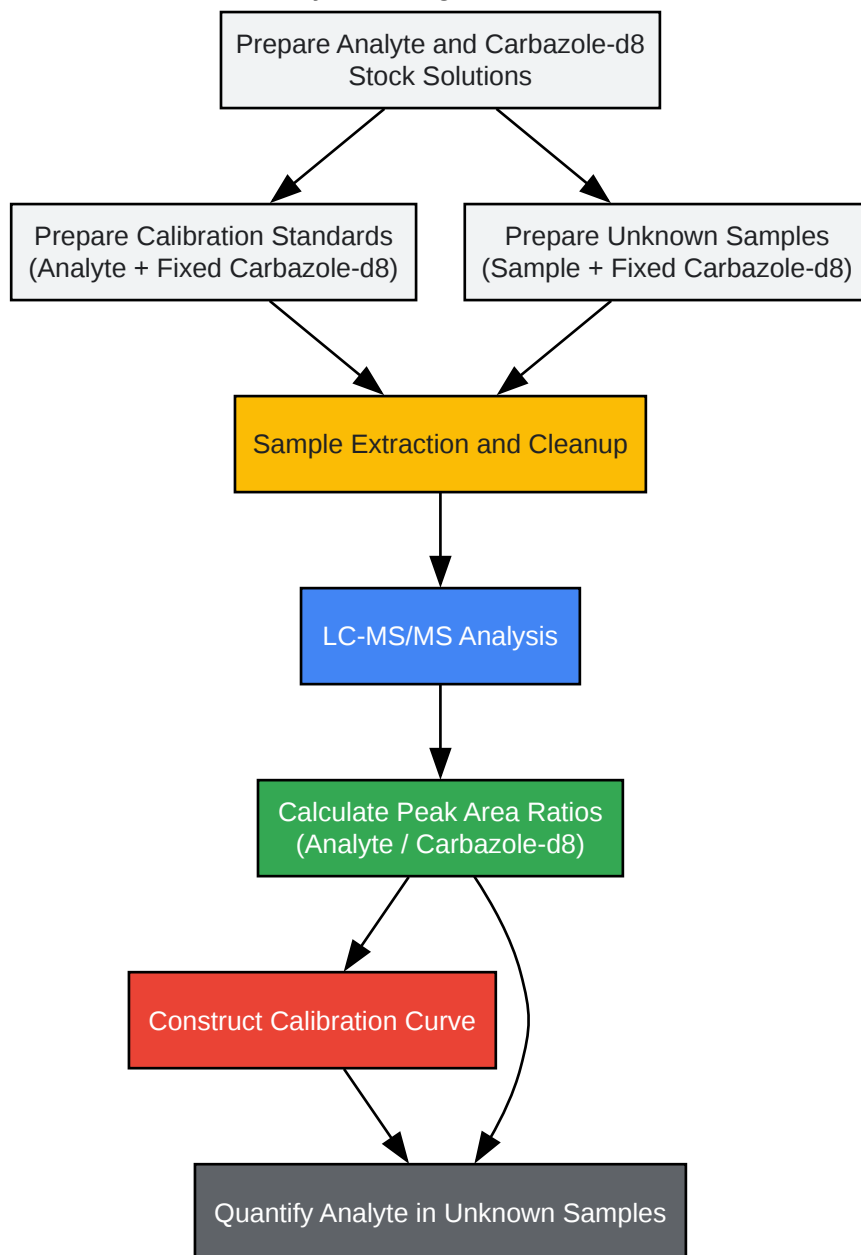 Prepare Analyte and Carbazole-d8
Stock Solutions
Prepare Calibration Standards
(Analyte + Fixed Carbazole-d8)
Prepare Unknown Samples
(Sample + Fixed Carbazole-d8)
Sample Extraction and Cleanup
LC-MS/MS Analysis
Calculate Peak Area Ratios
(Analyte / Carbazole-d8)
Construct Calibration Curve
Quantify Analyte in Unknown Samples